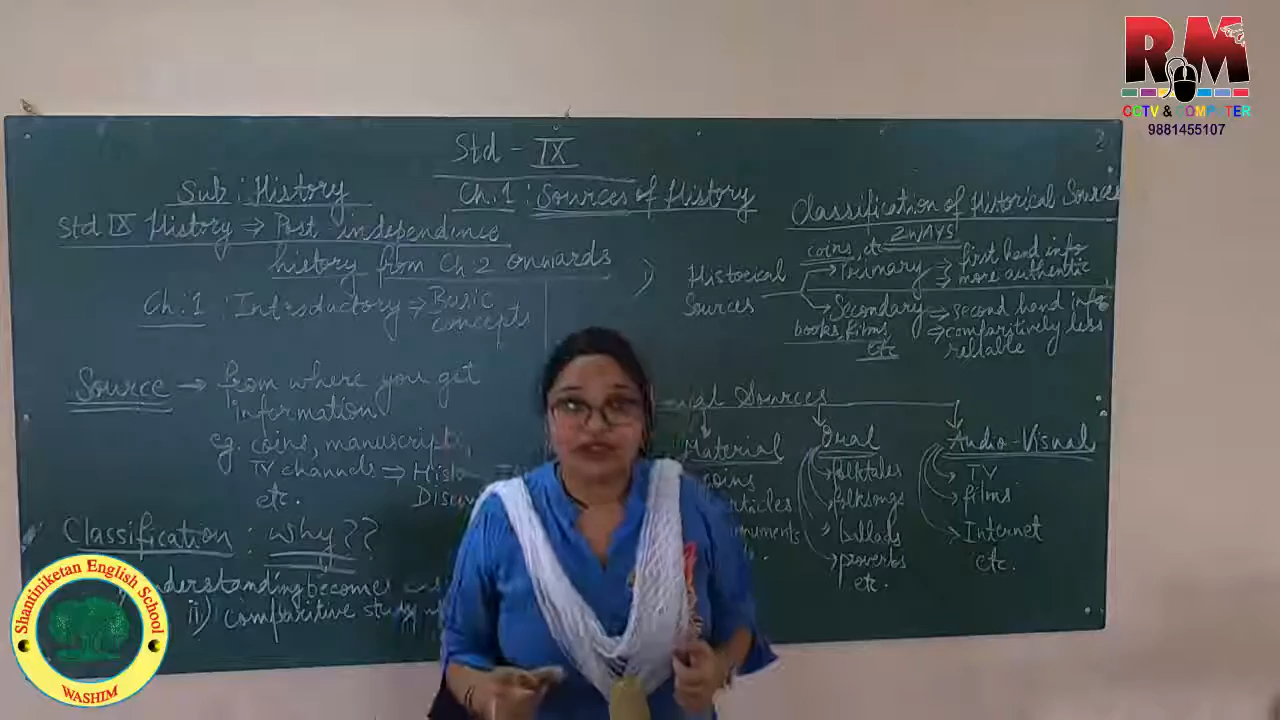 Std - IX
Sub : History
Ch.1 : Sources of History
Std IX History ⇒ Post independence
history from Ch 2 onwards
Ch:1 : Introductory ⇒ Basic
concepts
Source → from where you get
information
eg. coins, manuscripts,
TV channels ⇒
etc.
Classification : Why??
ii) comparitive study
Classification of Historical Sources
2 WAYS
coins, etc
i) Historical
Sources
Primary ⇒ first hand info
⇒ more authentic
Secondary ⇒ second hand info
books, films
etc
⇒ comparitively less
reliable
Sources
Material
coins
Oral
folktales
folksongs
ballads
proverbs
etc.
Audio-Visual
TV
films
Internet
etc.
RM
CCTV & COMPUTER
9881455107
Shantiniketan English School
WASHIM